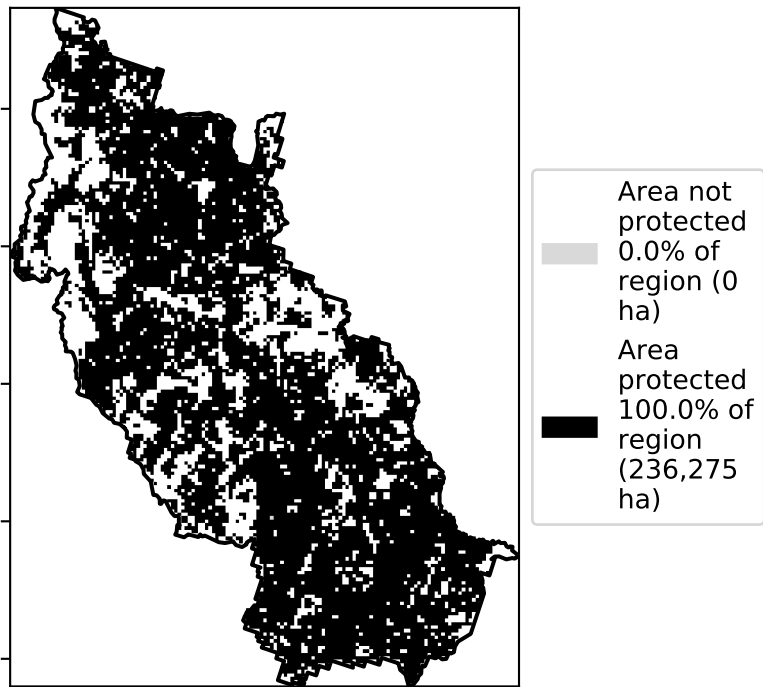 Area not
protected
0.0% of
region (0
ha)
Area
protected
100.0% of
region
(236,275
ha)